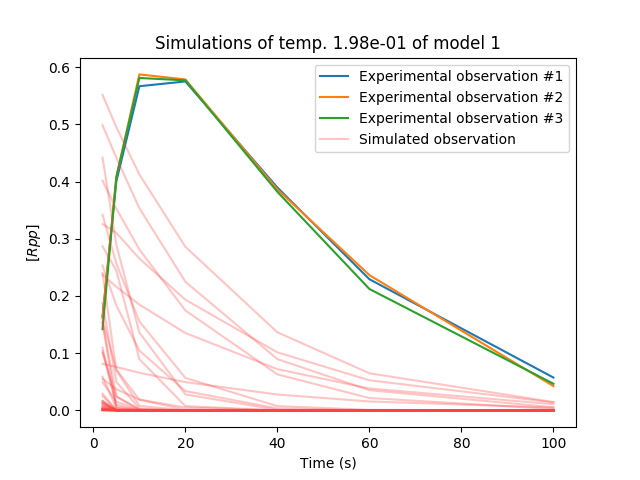 Simulations of temp. 1.98e-01 of model 1
Experimental observation #1
Experimental observation #2
Experimental observation #3
Simulated observation
[Rpp]
0.6
0.5
0.4
0.3
0.2
0.1
0.0
0 20 40 60 80 100
Time (s)